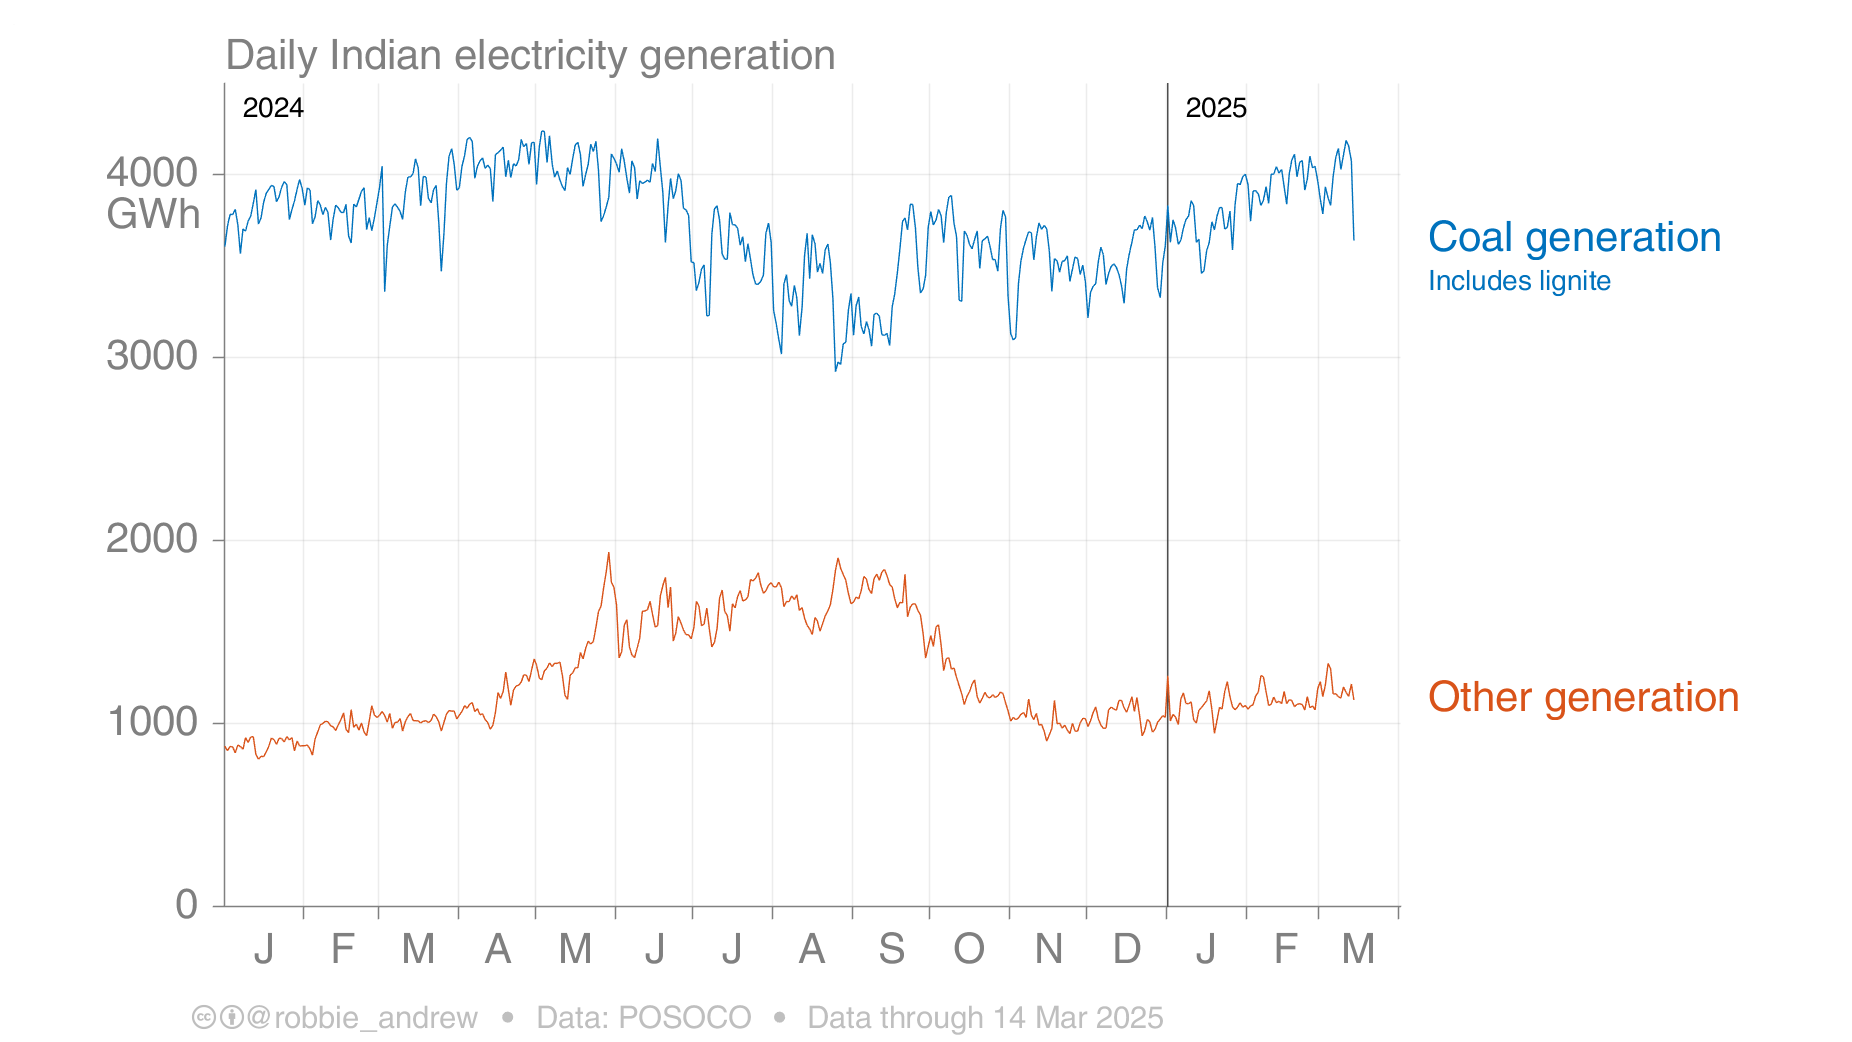 Daily Indian electricity generation
2024
2025
4000
GWh
3000
2000
1000
0
Coal generation
Includes lignite
Other generation
J F M A M J J A S O N D J F M
cc @robbie_andrew • Data: POSOCO • Data through 14 Mar 2025